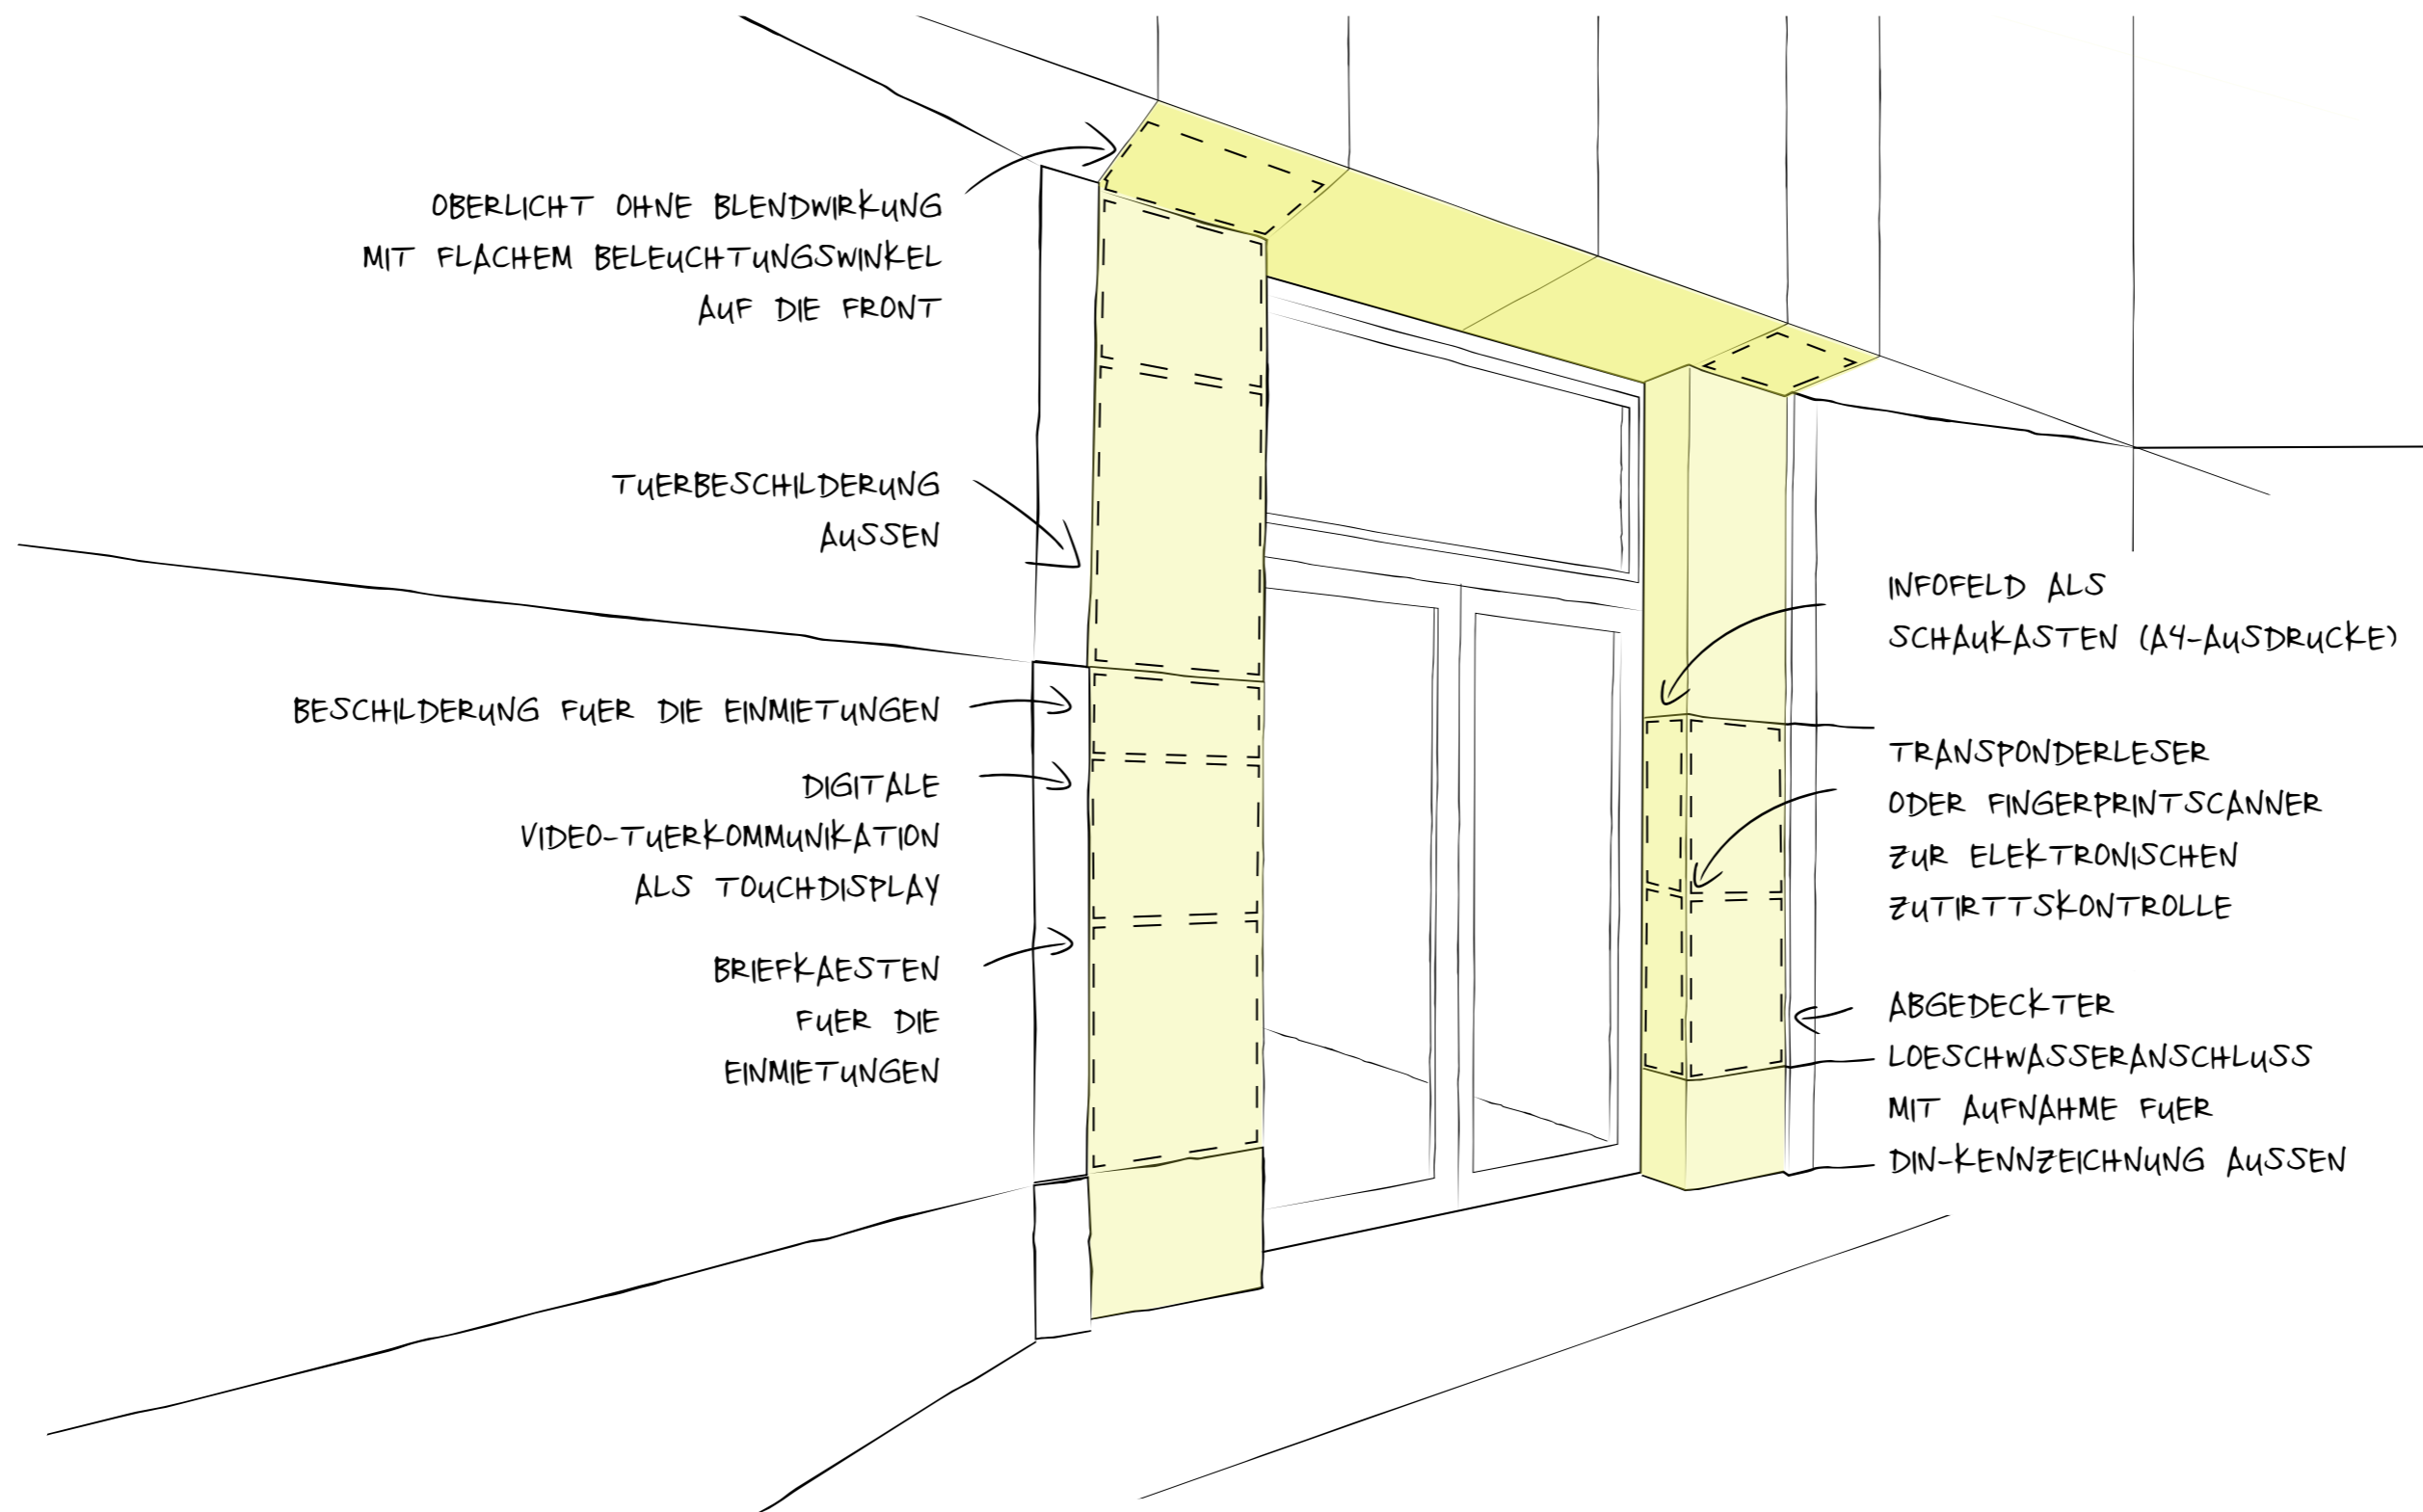 OBERLICHT OHNE BLENDWIRKUNG
MIT FLACHEM BELEUCHTUNGSWINKEL
AUF DIE FRONT
TUERBESCHILDERUNG
AUSSEN
BESCHILDERUNG FUER DIE EINMIETUNGEN
DIGITALE
VIDEO-TUERKOMMUNIKATION
ALS TOUCHDISPLAY
BRIEFKAESTEN
FUER DIE
EINMIETUNGEN
INFOFELD ALS
SCHAUKASTEN (A4-AUSDRUCKE)
TRANSPONDERLESER
ODER FINGERPRINTSCANNER
ZUR ELEKTRONISCHEN
ZUTIRTTSKONTROLLE
ABGEDECKTER
LOESCHWASSERANSCHLUSS
MIT AUFNAHME FUER
DIN-KENNZEICHNUNG AUSSEN